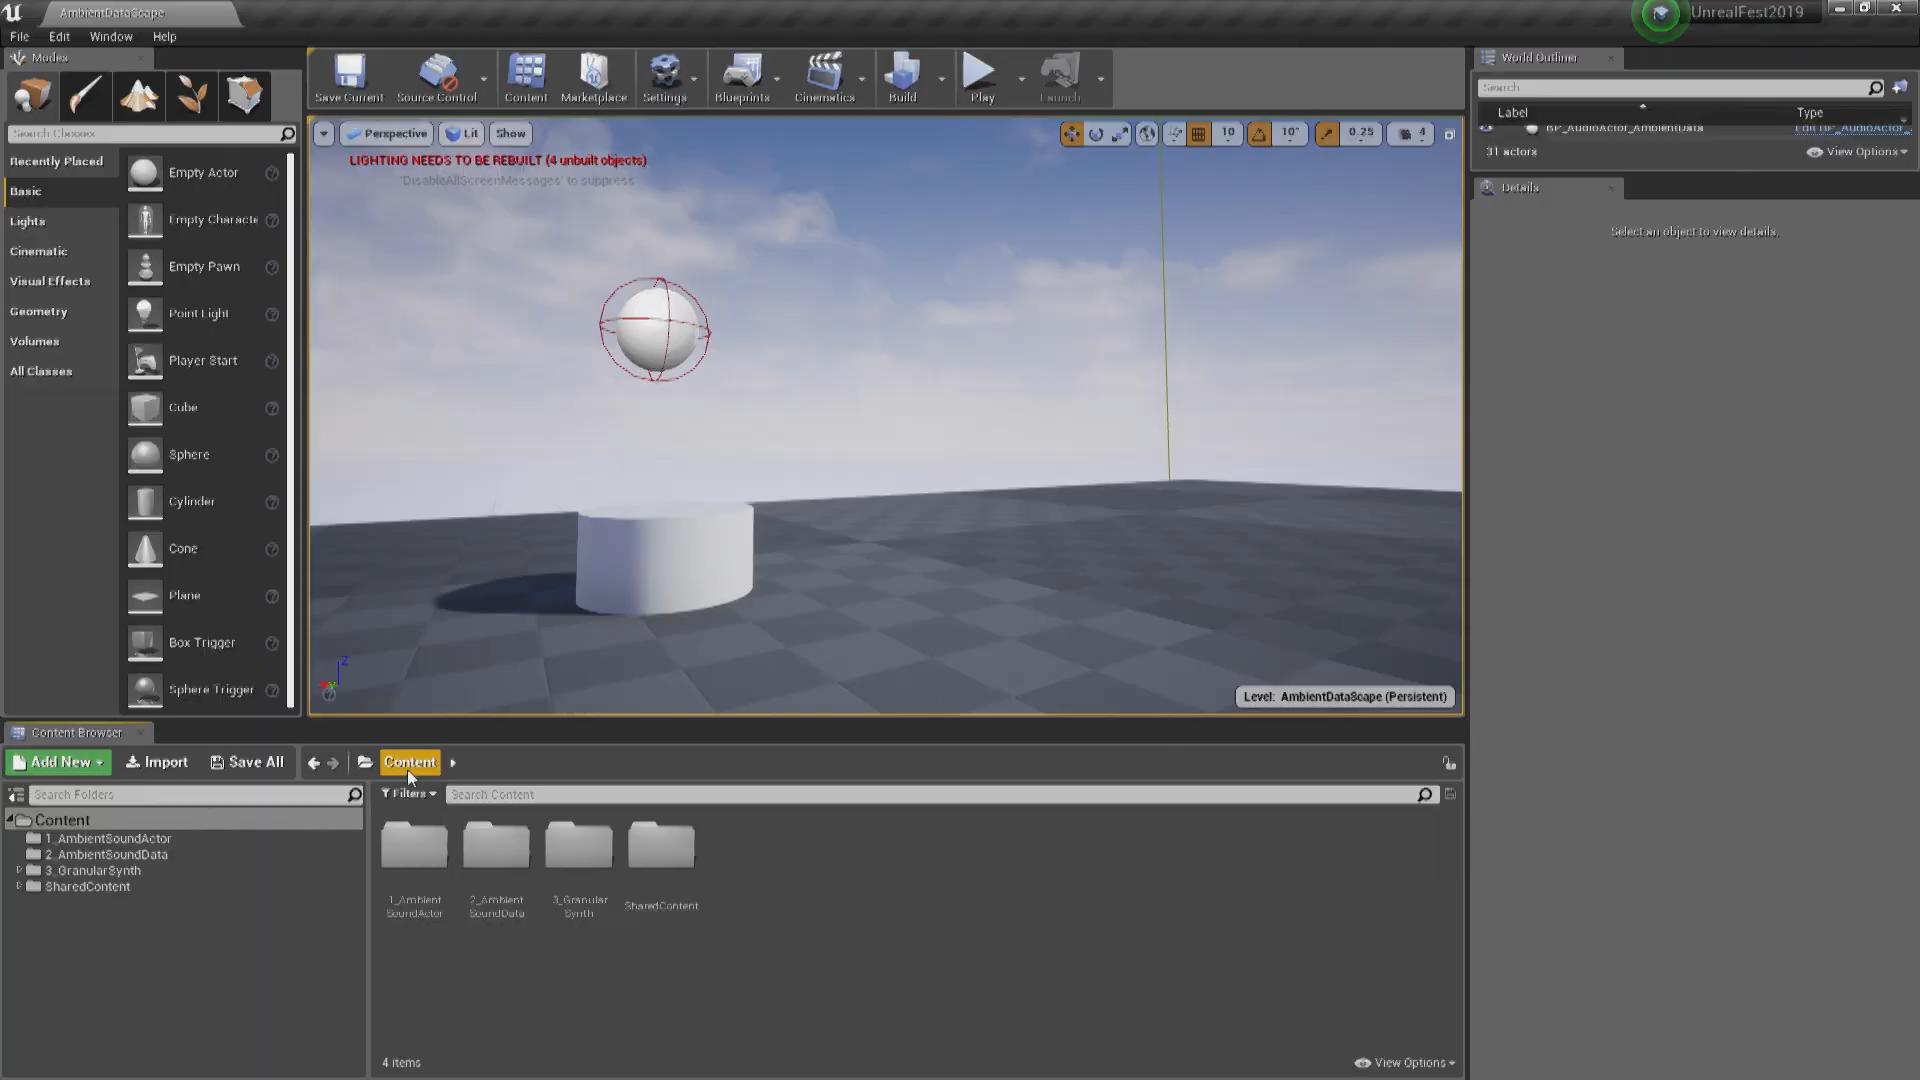 AmbientDataScape
UnrealFest2019
File Edit Window Help
Modes
Search Classes
Recently Placed
Basic
Lights
Cinematic
Visual Effects
Geometry
Volumes
All Classes
Empty Actor
Empty Characte
Empty Pawn
Point Light
Player Start
Cube
Sphere
Cylinder
Cone
Plane
Box Trigger
Sphere Trigger
Save Current Source Control Content Marketplace Settings Blueprints Cinematics Build Play Launch
Perspective Lit Show
10 10° 0.25 4
LIGHTING NEEDS TO BE REBUILT (4 unbuilt objects)
'DisableAllScreenMessages' to suppress
Z
Level: AmbientDataScape (Persistent)
World Outliner
Search
Label Type
BP_AudioActor_AmbientData Edit BP_AudioActor_
31 actors View Options
Details
Select an object to view details.
Content Browser
Add New Import Save All Content
Search Folders
Content
1_AmbientSoundActor
2_AmbientSoundData
3_GranularSynth
SharedContent
Filters Search Content
1_Ambient
SoundActor
2_Ambient
SoundData
3_Granular
Synth
SharedContent
4 items
View Options